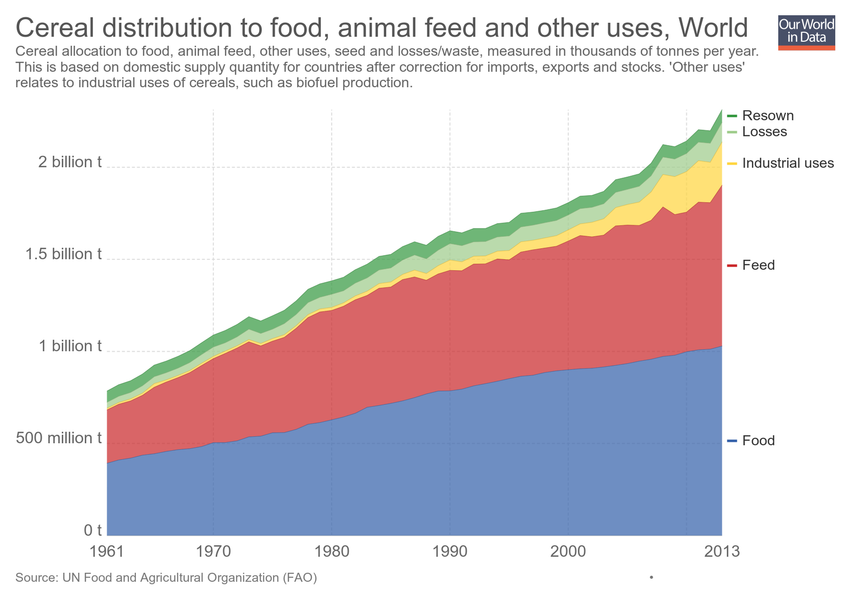 Cereal distribution to food, animal feed and other uses, World
Our World
in Data
Cereal allocation to food, animal feed, other uses, seed and losses/waste, measured in thousands of tonnes per year.
This is based on domestic supply quantity for countries after correction for imports, exports and stocks. 'Other uses'
relates to industrial uses of cereals, such as biofuel production.
Resown
Losses
2 billion t
Industrial uses
1.5 billion t
Feed
1 billion t
500 million t
Food
0 t
1961 1970 1980 1990 2000 2013
Source: UN Food and Agricultural Organization (FAO)